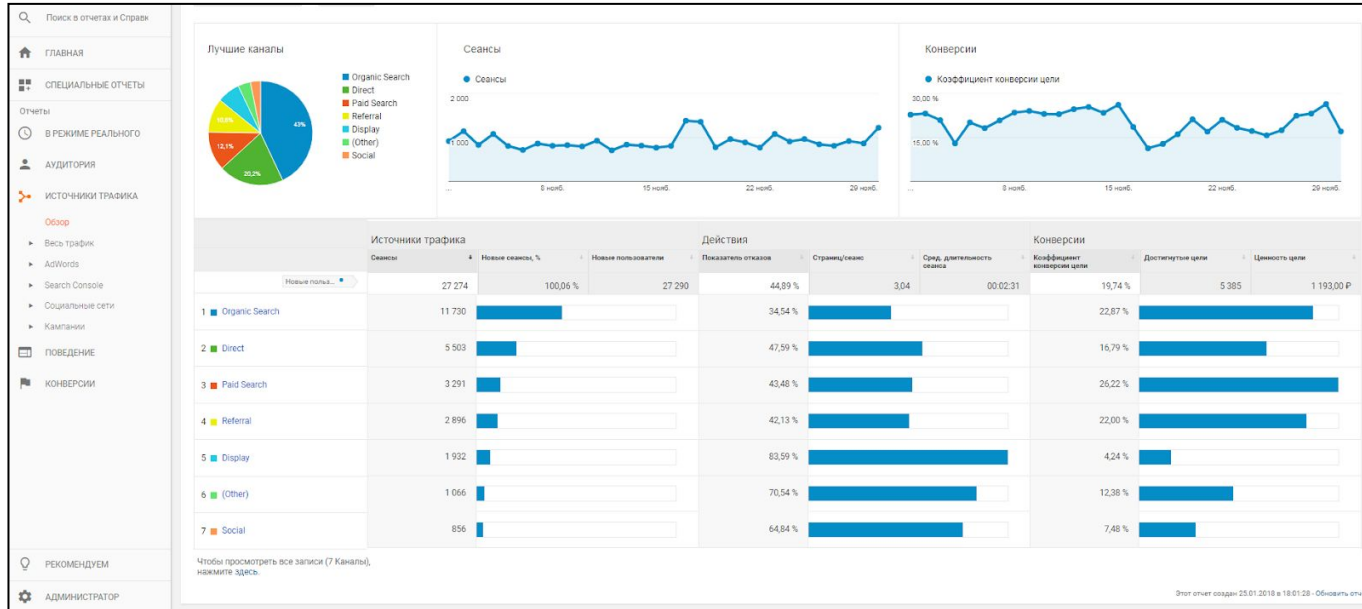 Поиск в отчетах и Справк
ГЛАВНАЯ
СПЕЦИАЛЬНЫЕ ОТЧЕТЫ
Отчеты
В РЕЖИМЕ РЕАЛЬНОГО
АУДИТОРИЯ
ИСТОЧНИКИ ТРАФИКА
Обзор
Весь трафик
AdWords
Search Console
Социальные сети
Кампании
ПОВЕДЕНИЕ
КОНВЕРСИИ
РЕКОМЕНДУЕМ
АДМИНИСТРАТОР
Лучшие каналы
43%
20,2%
12,1%
10,6%
Organic Search
Direct
Paid Search
Referral
Display
(Other)
Social
Сеансы
Сеансы
2 000
1 000
...
8 нояб.
15 нояб.
22 нояб.
29 нояб.
Конверсии
Коэффициент конверсии цели
30,00 %
15,00 %
...
8 нояб.
15 нояб.
22 нояб.
29 нояб.
Источники трафика Действия Конверсии
Сеансы Новые сеансы, % Новые пользователи Показатель отказов Страниц/сеанс Сред. длительность сеанса Коэффициент конверсии цели Достигнутые цели Ценность цели
Новые польз... 27 274 100,06 % 27 290 44,89 % 3,04 00:02:31 19,74 % 5 385 1 193,00 ₽
1 Organic Search 11 730 34,54 % 22,87 %
2 Direct 5 503 47,59 % 16,79 %
3 Paid Search 3 291 43,48 % 26,22 %
4 Referral 2 896 42,13 % 22,00 %
5 Display 1 932 83,59 % 4,24 %
6 (Other) 1 066 70,54 % 12,38 %
7 Social 856 64,84 % 7,48 %
Чтобы просмотреть все записи (7 Каналы),
нажмите здесь.
Этот отчет создан 25.01.2018 в 18:01:28 - Обновить отч